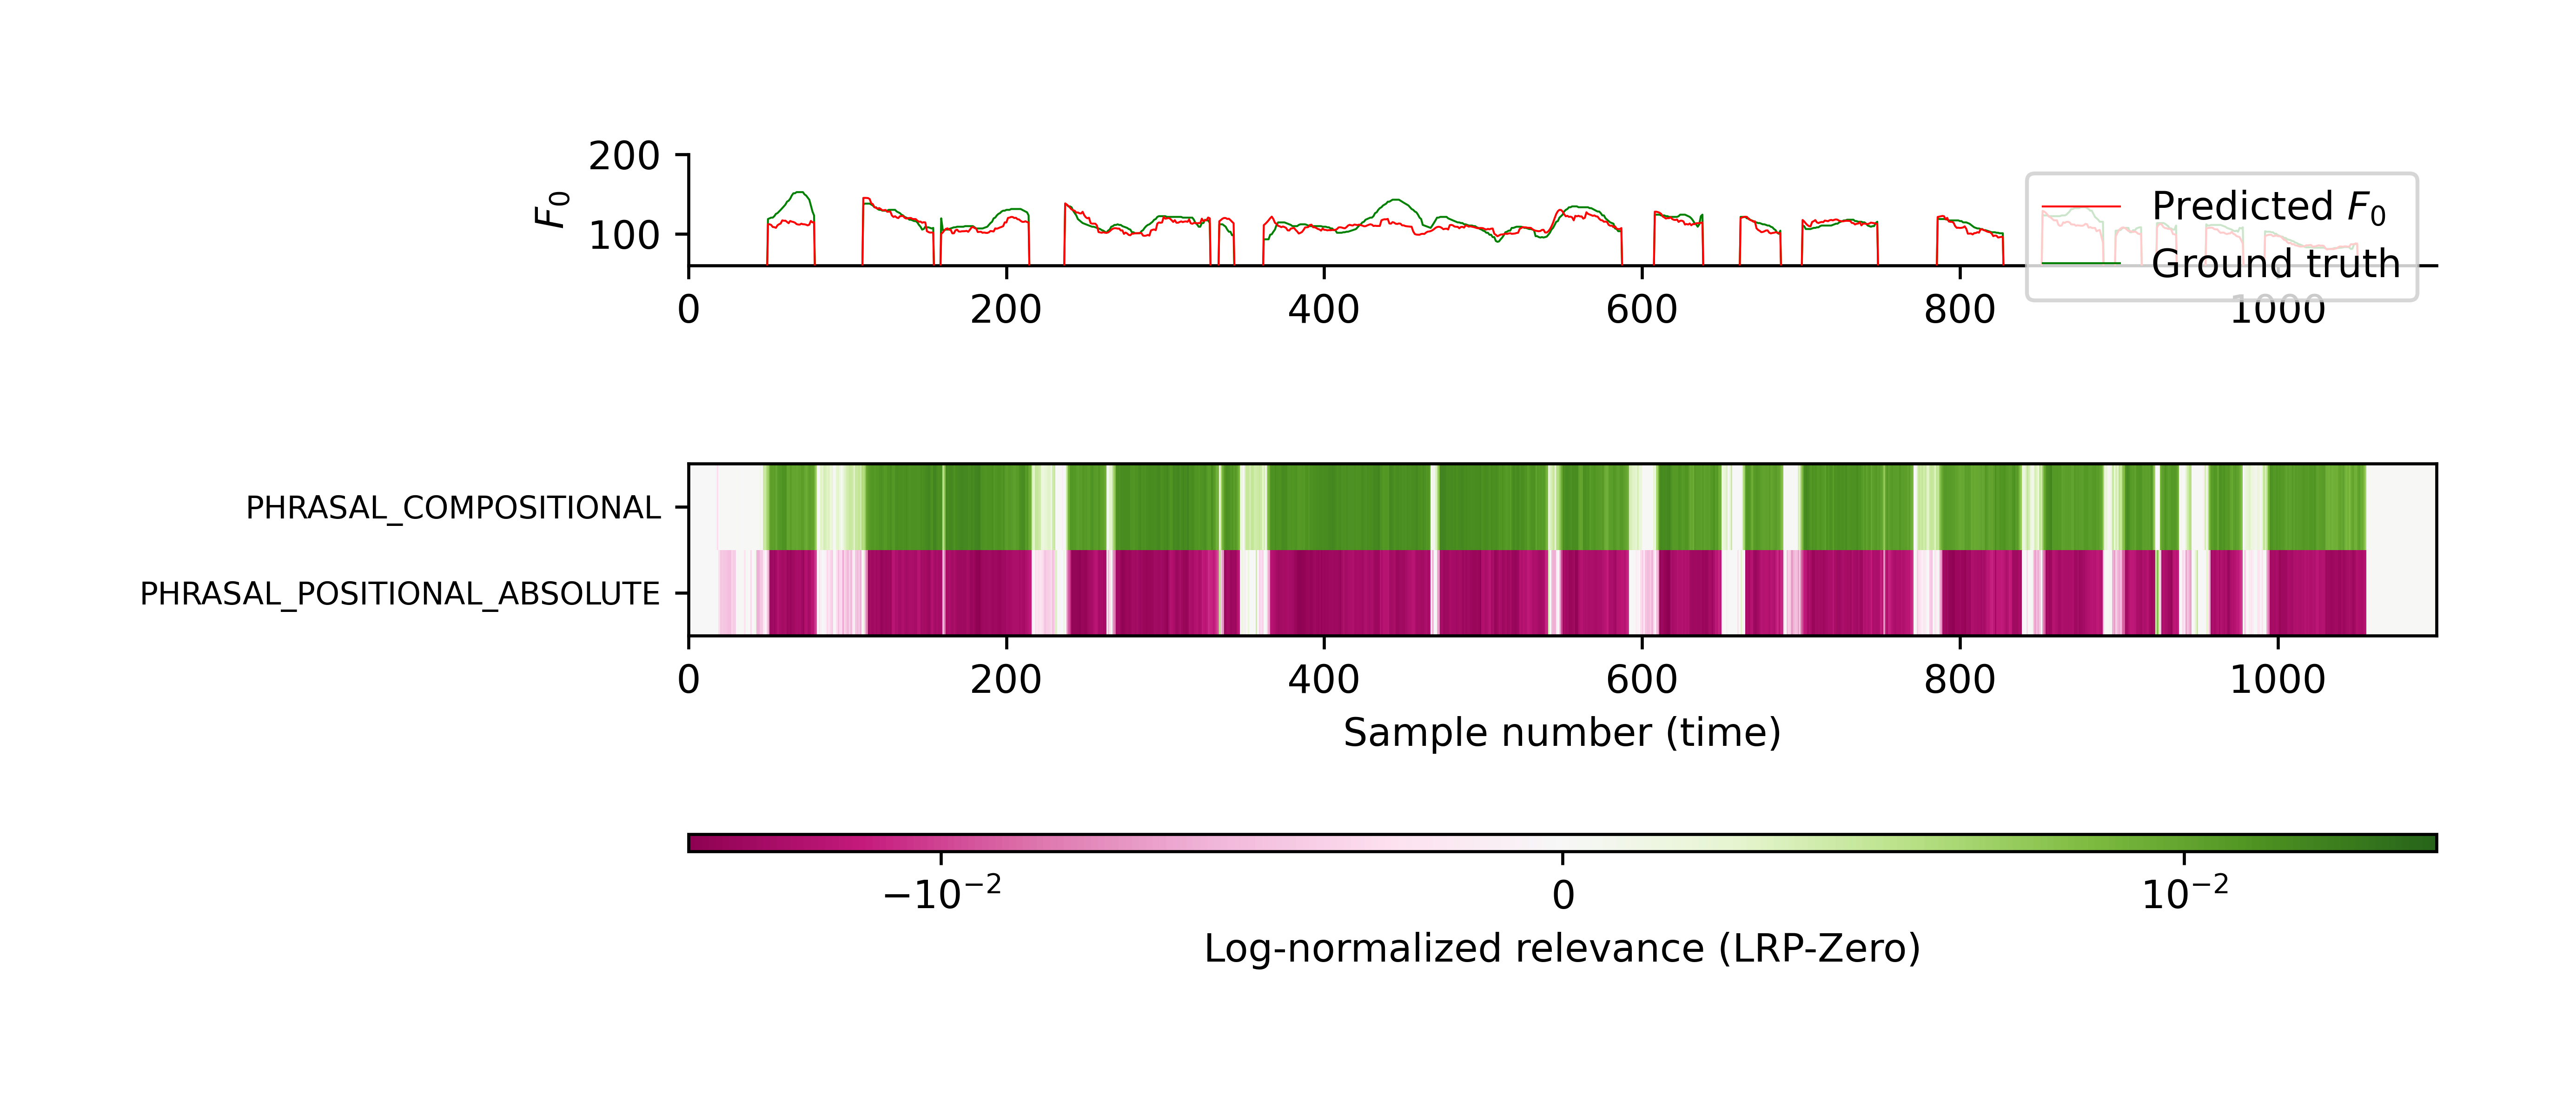 200
100
F₀
Predicted F₀
Ground truth
0 200 400 600 800 1000
PHRASAL_COMPOSITIONAL
PHRASAL_POSITIONAL_ABSOLUTE
0 200 400 600 800 1000
Sample number (time)
−10⁻² 0 10⁻²
Log-normalized relevance (LRP-Zero)